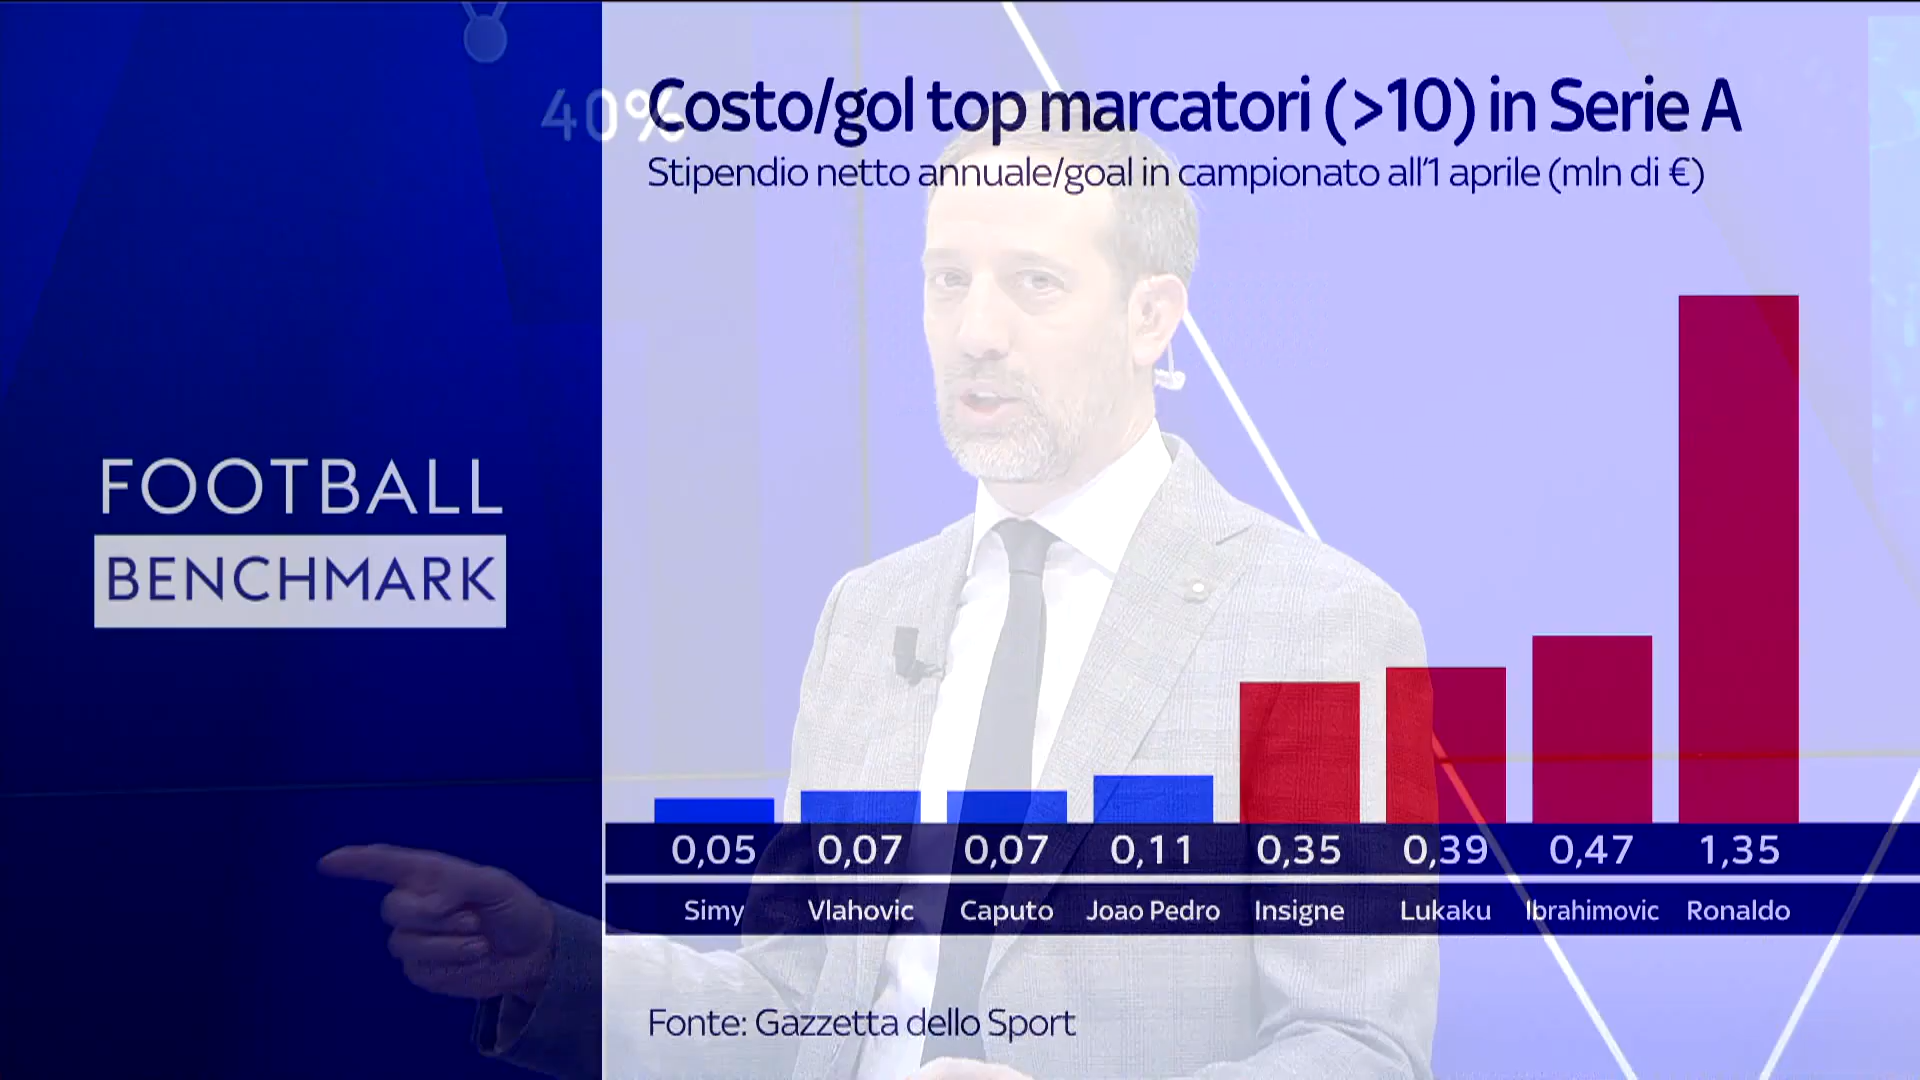 40%
Costo/gol top marcatori (>10) in Serie A
Stipendio netto annuale/goal in campionato all'1 aprile (mln di €)
FOOTBALL
BENCHMARK
0,05 0,07 0,07 0,11 0,35 0,39 0,47 1,35
Simy Vlahovic Caputo Joao Pedro Insigne Lukaku Ibrahimovic Ronaldo
Fonte: Gazzetta dello Sport